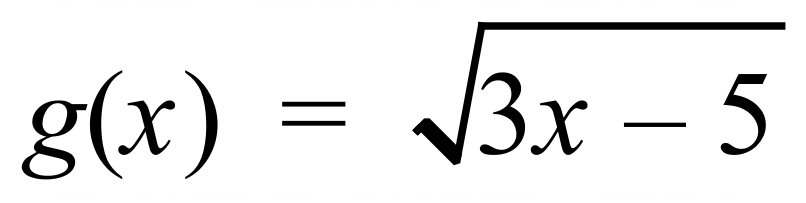 g(x) = √(3x – 5)